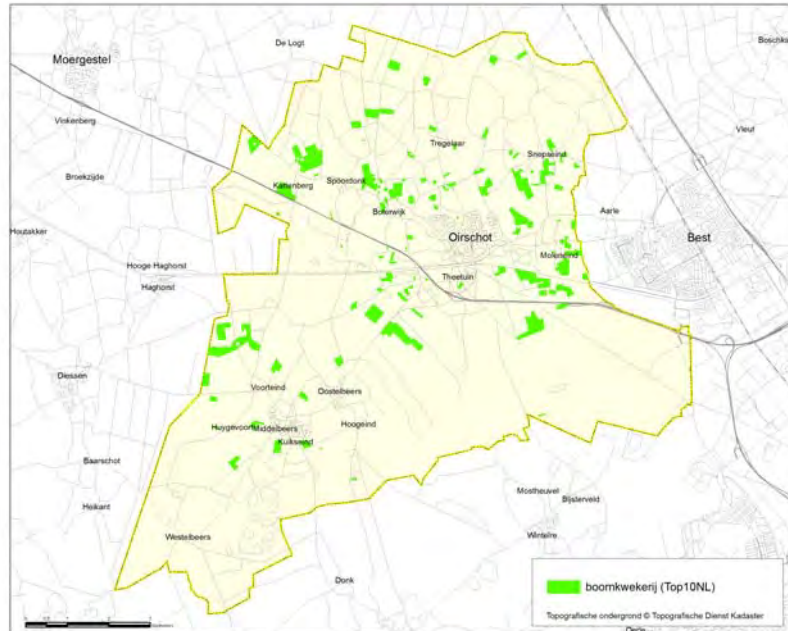 De Logt
Boschk
Moergestel
Vinkenberg
Vleut
Tregelaar
Snepseind
Broekzijde
Spoordonk
Kattenberg
Boterwijk
Aarle
Houtakker
Oirschot
Best
Hooge Haghorst
Moleneind
Haghorst
Theetuin
Diessen
Voorteind
Oostelbeers
Huygevoort
Middelbeers
Hoogeind
Kuikseind
Baarschot
Mostheuvel
Bijsterveld
Heikant
Westelbeers
Wintelre
Donk
boomkwekerij (Top10NL)
Topografische ondergrond © Topografische Dienst Kadaster